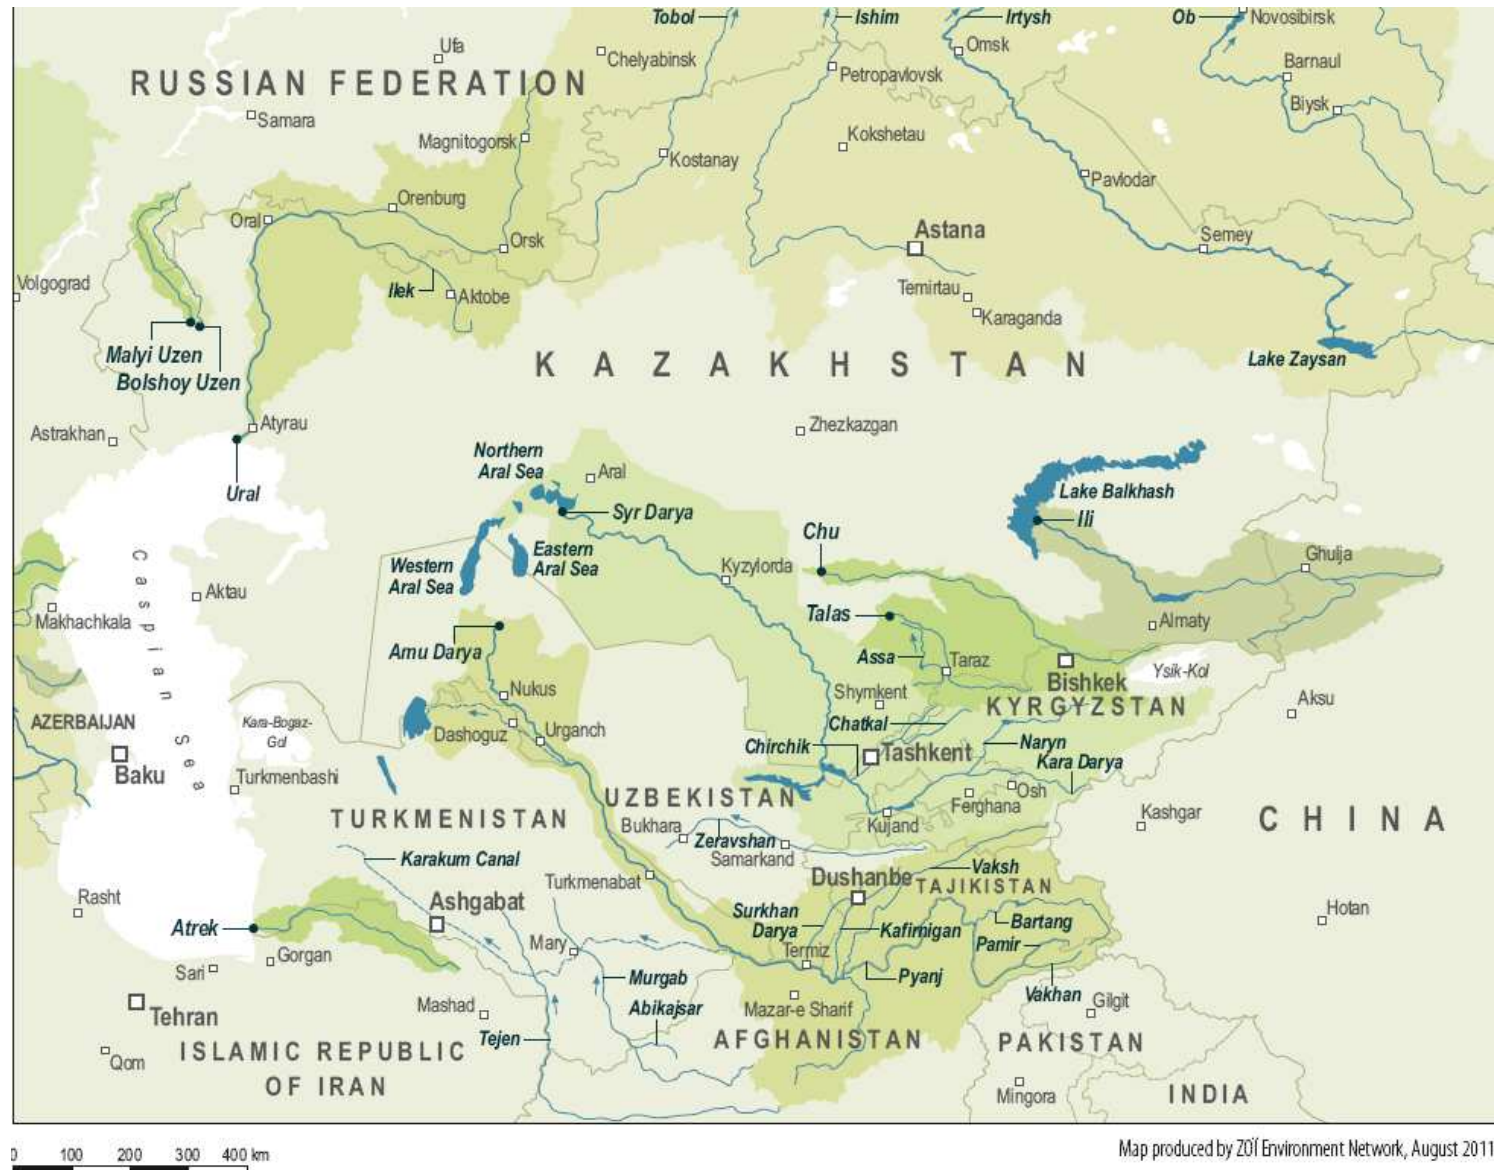 Tobol
Ishim
Irtysh
Ob
Novosibirsk
Ufa
Chelyabinsk
Omsk
Petropavlovsk
Barnaul
RUSSIAN FEDERATION
Biysk
Samara
Magnitogorsk
Kostanay
Kokshetau
Pavlodar
Orenburg
Oral
Orsk
Astana
Semey
Volgograd
Ilek
Aktobe
Temirtau
Karaganda
Malyi Uzen
Bolshoy Uzen
KAZAKHSTAN
Lake Zaysan
Astrakhan
Atyrau
Zhezkazgan
Northern
Aral Sea
Aral
Ural
Lake Balkhash
Syr Darya
Ili
Chu
Western
Aral Sea
Eastern
Aral Sea
Kyzylorda
Ghulja
Caspian Sea
Aktau
Makhachkala
Talas
Almaty
Amu Darya
Assa
Taraz
Bishkek
Ysik-Kol
Nukus
Shymkent
KYRGYZSTAN
Aksu
AZERBAIJAN
Kara-Bogaz-
Gol
Dashoguz
Urganch
Chatkal
Chirchik
Tashkent
Naryn
Kara Darya
Baku
Turkmenbashi
TURKMENISTAN
UZBEKISTAN
Osh
Ferghana
Kujand
Kashgar
CHINA
Bukhara
Zeravshan
Samarkand
Karakum Canal
Turkmenabat
Dushanbe
Vaksh
TAJIKISTAN
Rasht
Ashgabat
Hotan
Atrek
Surkhan
Darya
Kafirnigan
Bartang
Pamir
Gorgan
Mary
Termiz
Sari
Murgab
Pyanj
Vakhan
Tehran
Mashad
Abikajsar
Mazar-e Sharif
Gilgit
Qom
ISLAMIC REPUBLIC
OF IRAN
Tejen
AFGHANISTAN
PAKISTAN
Mingora
INDIA
0 100 200 300 400 km
Map produced by ZOÏ Environment Network, August 2011